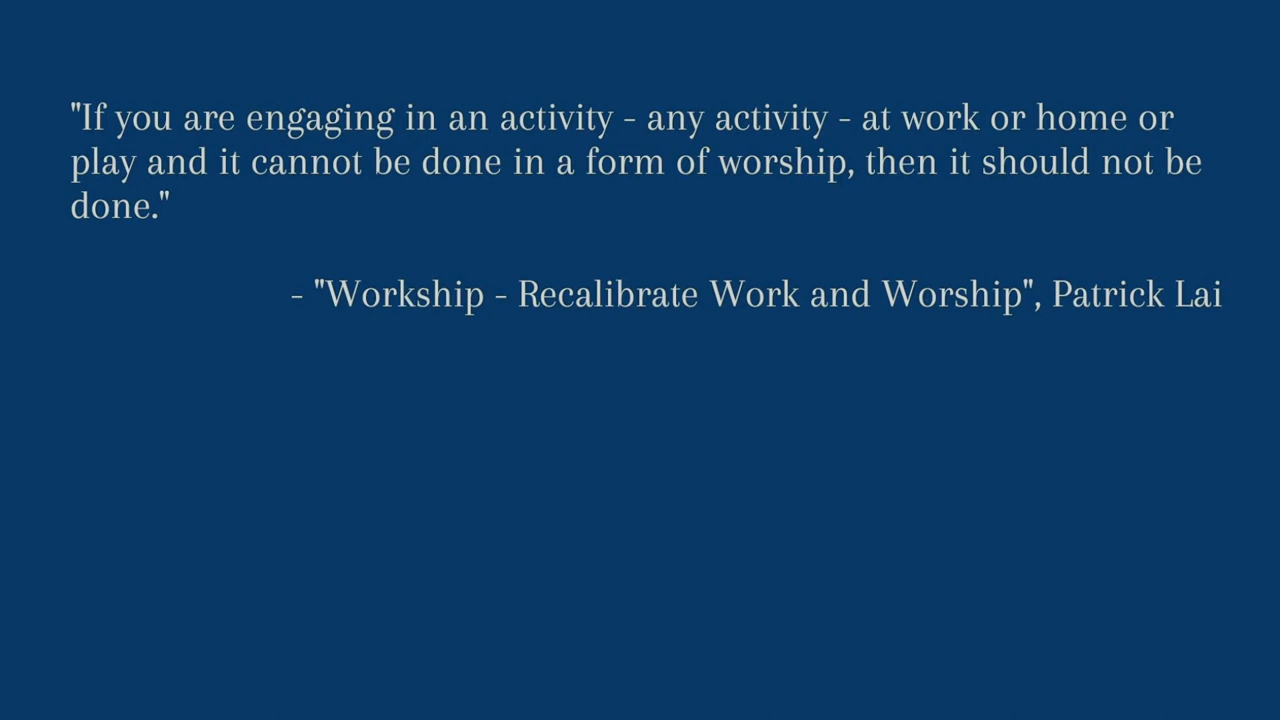 "If you are engaging in an activity - any activity - at work or home or
play and it cannot be done in a form of worship, then it should not be
done."
- "Workship - Recalibrate Work and Worship", Patrick Lai